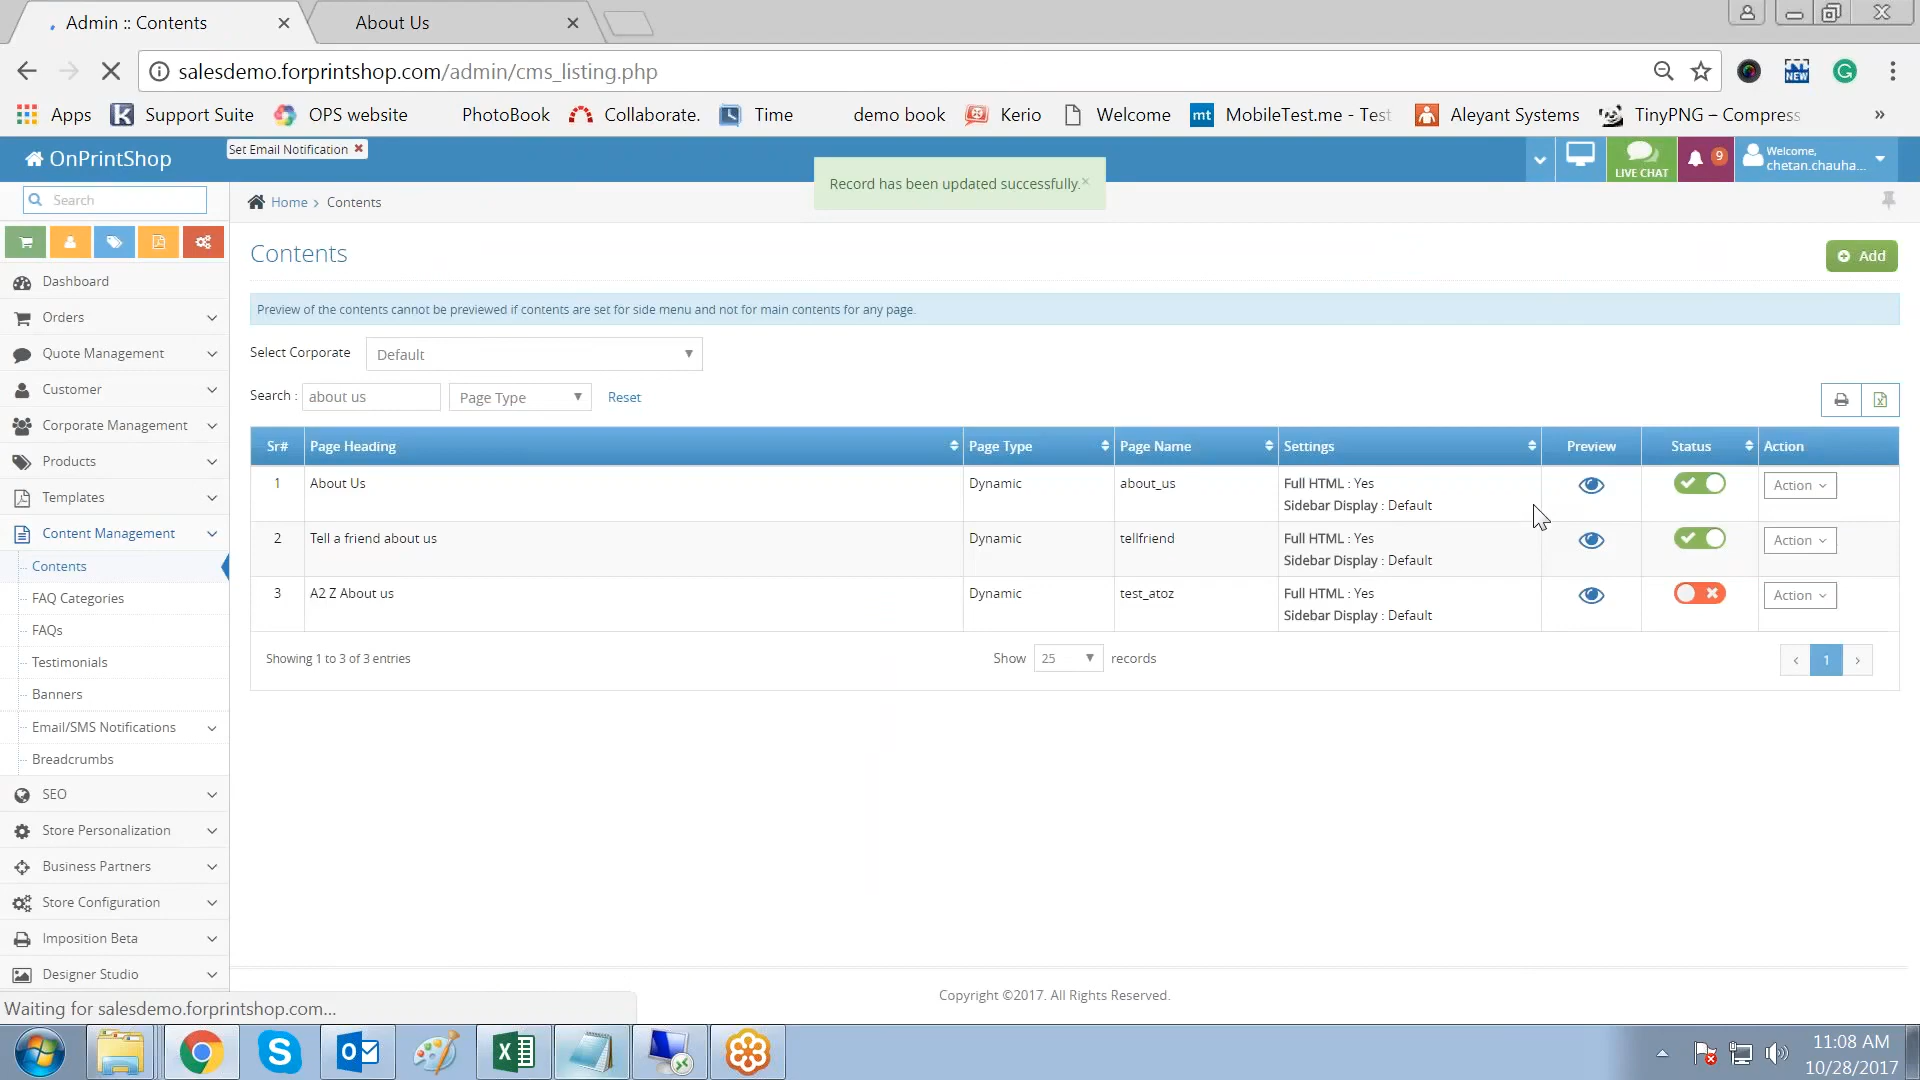 Admin :: Contents
About Us
salesdemo.forprintshop.com/admin/cms_listing.php
Apps Support Suite OPS website PhotoBook Collaborate. Time demo book Kerio Welcome mt MobileTest.me - Test Aleyant Systems TinyPNG – Compress »
NEW
OnPrintShop
Set Email Notification
LIVE CHAT
9
Welcome,
chetan.chauha...
Record has been updated successfully.
Search
Home > Contents
Contents
Add
Preview of the contents cannot be previewed if contents are set for side menu and not for main contents for any page.
Select Corporate Default
Search : about us Page Type Reset
Sr# Page Heading Page Type Page Name Settings Preview Status Action
1 About Us Dynamic about_us Full HTML : Yes Action
Sidebar Display : Default
2 Tell a friend about us Dynamic tellfriend Full HTML : Yes Action
Sidebar Display : Default
3 A2 Z About us Dynamic test_atoz Full HTML : Yes Action
Sidebar Display : Default
Showing 1 to 3 of 3 entries Show 25 records ‹ 1 ›
Dashboard
Orders
Quote Management
Customer
Corporate Management
Products
Templates
Content Management
Contents
FAQ Categories
FAQs
Testimonials
Banners
Email/SMS Notifications
Breadcrumbs
SEO
Store Personalization
Business Partners
Store Configuration
Imposition Beta
Designer Studio
Copyright ©2017. All Rights Reserved.
Waiting for salesdemo.forprintshop.com...
11:08 AM
10/28/2017